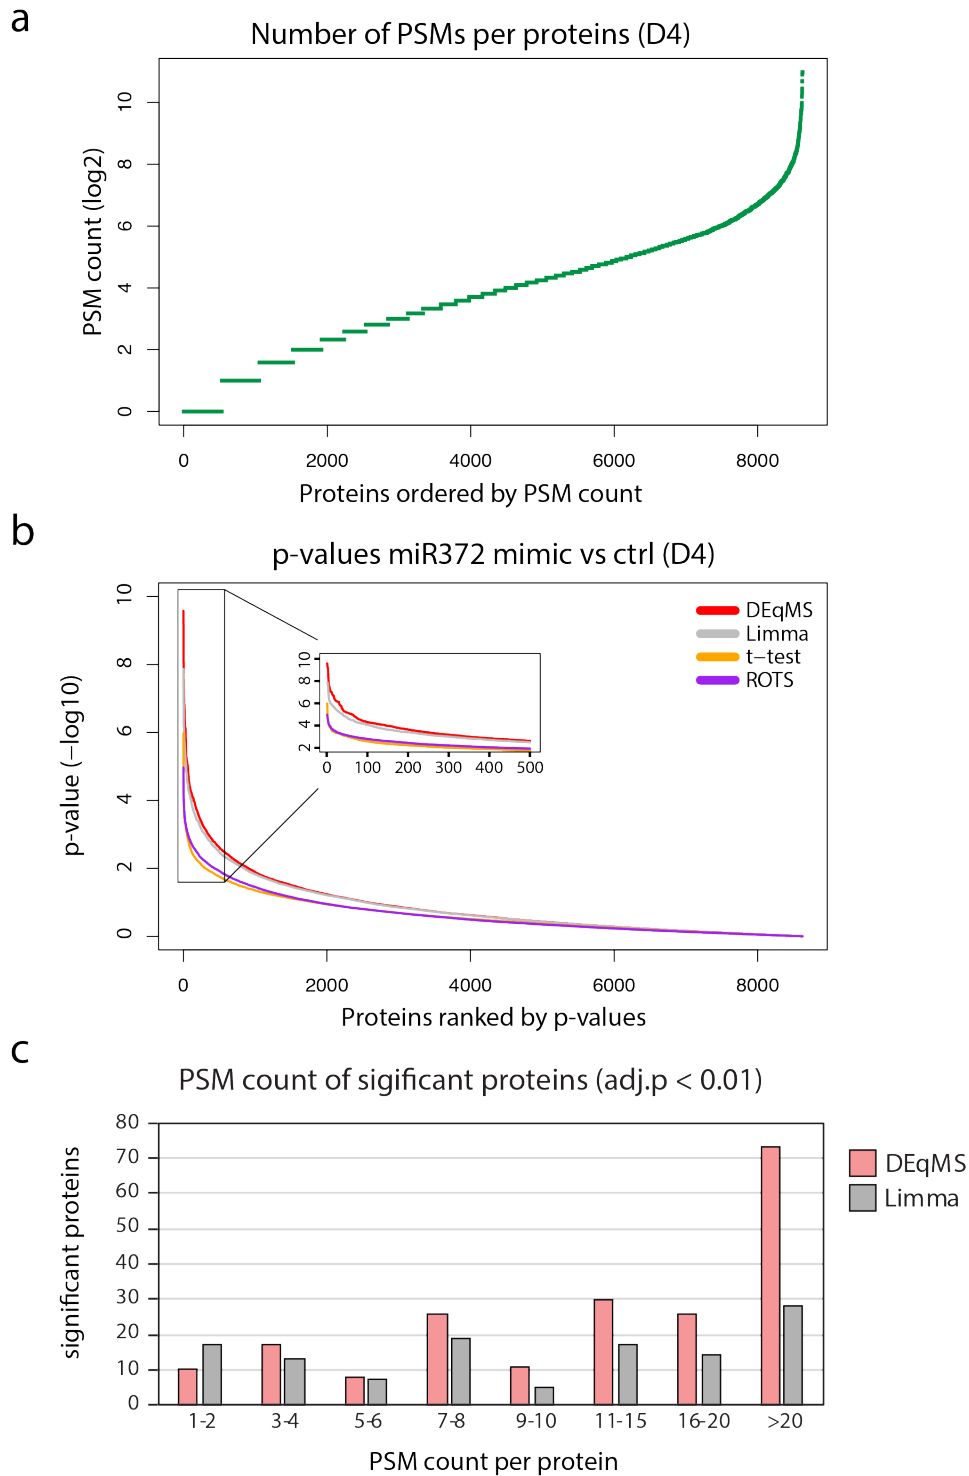 a
Number of PSMs per proteins (D4)
10
8
6
4
2
0
PSM count (log2)
0 2000 4000 6000 8000
Proteins ordered by PSM count
b
p-values miR372 mimic vs ctrl (D4)
10
8
6
4
2
0
p-value (−log10)
DEqMS
Limma
t−test
ROTS
10
8
6
4
2
0 100 200 300 400 500
0 2000 4000 6000 8000
Proteins ranked by p-values
c
PSM count of sigificant proteins (adj.p < 0.01)
80
70
60
50
40
30
20
10
0
significant proteins
DEqMS
Limma
1-2 3-4 5-6 7-8 9-10 11-15 16-20 >20
PSM count per protein